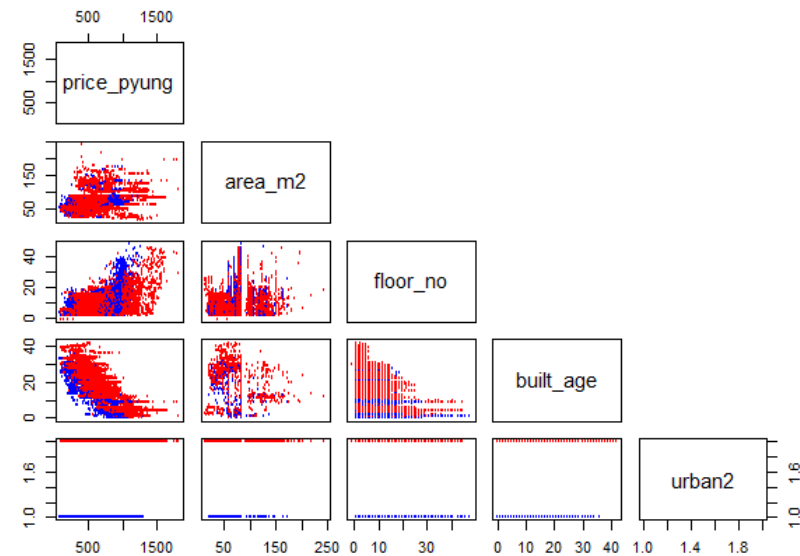 500 1500
price_pyung
500 1500
area_m2
50 150
floor_no
0 20 40
built_age
0 20 40
urban2
1.0 1.6
1.0 1.6
500 1500
50 150 250
0 10 30
0 10 20 30 40
1.0 1.4 1.8